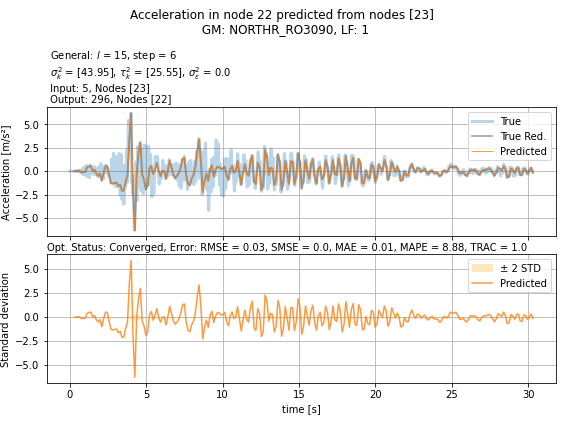 Acceleration in node 22 predicted from nodes [23]
GM: NORTHR_RO3090, LF: 1
General: l = 15, step = 6
σ²ₖ = [43.95], τ²ₖ = [25.55], σ²ε = 0.0
Input: 5, Nodes [23]
Output: 296, Nodes [22]
Acceleration [m/s²]
5.0
2.5
0.0
−2.5
−5.0
True
True Red.
Predicted
Opt. Status: Converged, Error: RMSE = 0.03, SMSE = 0.0, MAE = 0.01, MAPE = 8.88, TRAC = 1.0
Standard deviation
5.0
2.5
0.0
−2.5
−5.0
± 2 STD
Predicted
0 5 10 15 20 25 30
time [s]